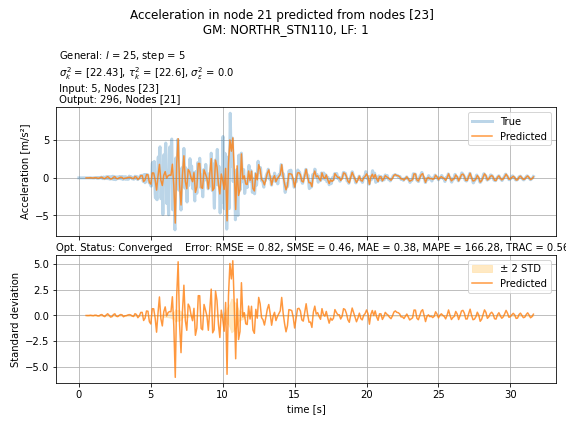 Acceleration in node 21 predicted from nodes [23]
GM: NORTHR_STN110, LF: 1
General: l = 25, step = 5
σ²ₖ = [22.43], τ²ₖ = [22.6], σ²ε = 0.0
Input: 5, Nodes [23]
Output: 296, Nodes [21]
True
Predicted
Acceleration [m/s²]
5
0
−5
Opt. Status: Converged Error: RMSE = 0.82, SMSE = 0.46, MAE = 0.38, MAPE = 166.28, TRAC = 0.56
± 2 STD
Predicted
Standard deviation
5.0
2.5
0.0
−2.5
−5.0
0 5 10 15 20 25 30
time [s]